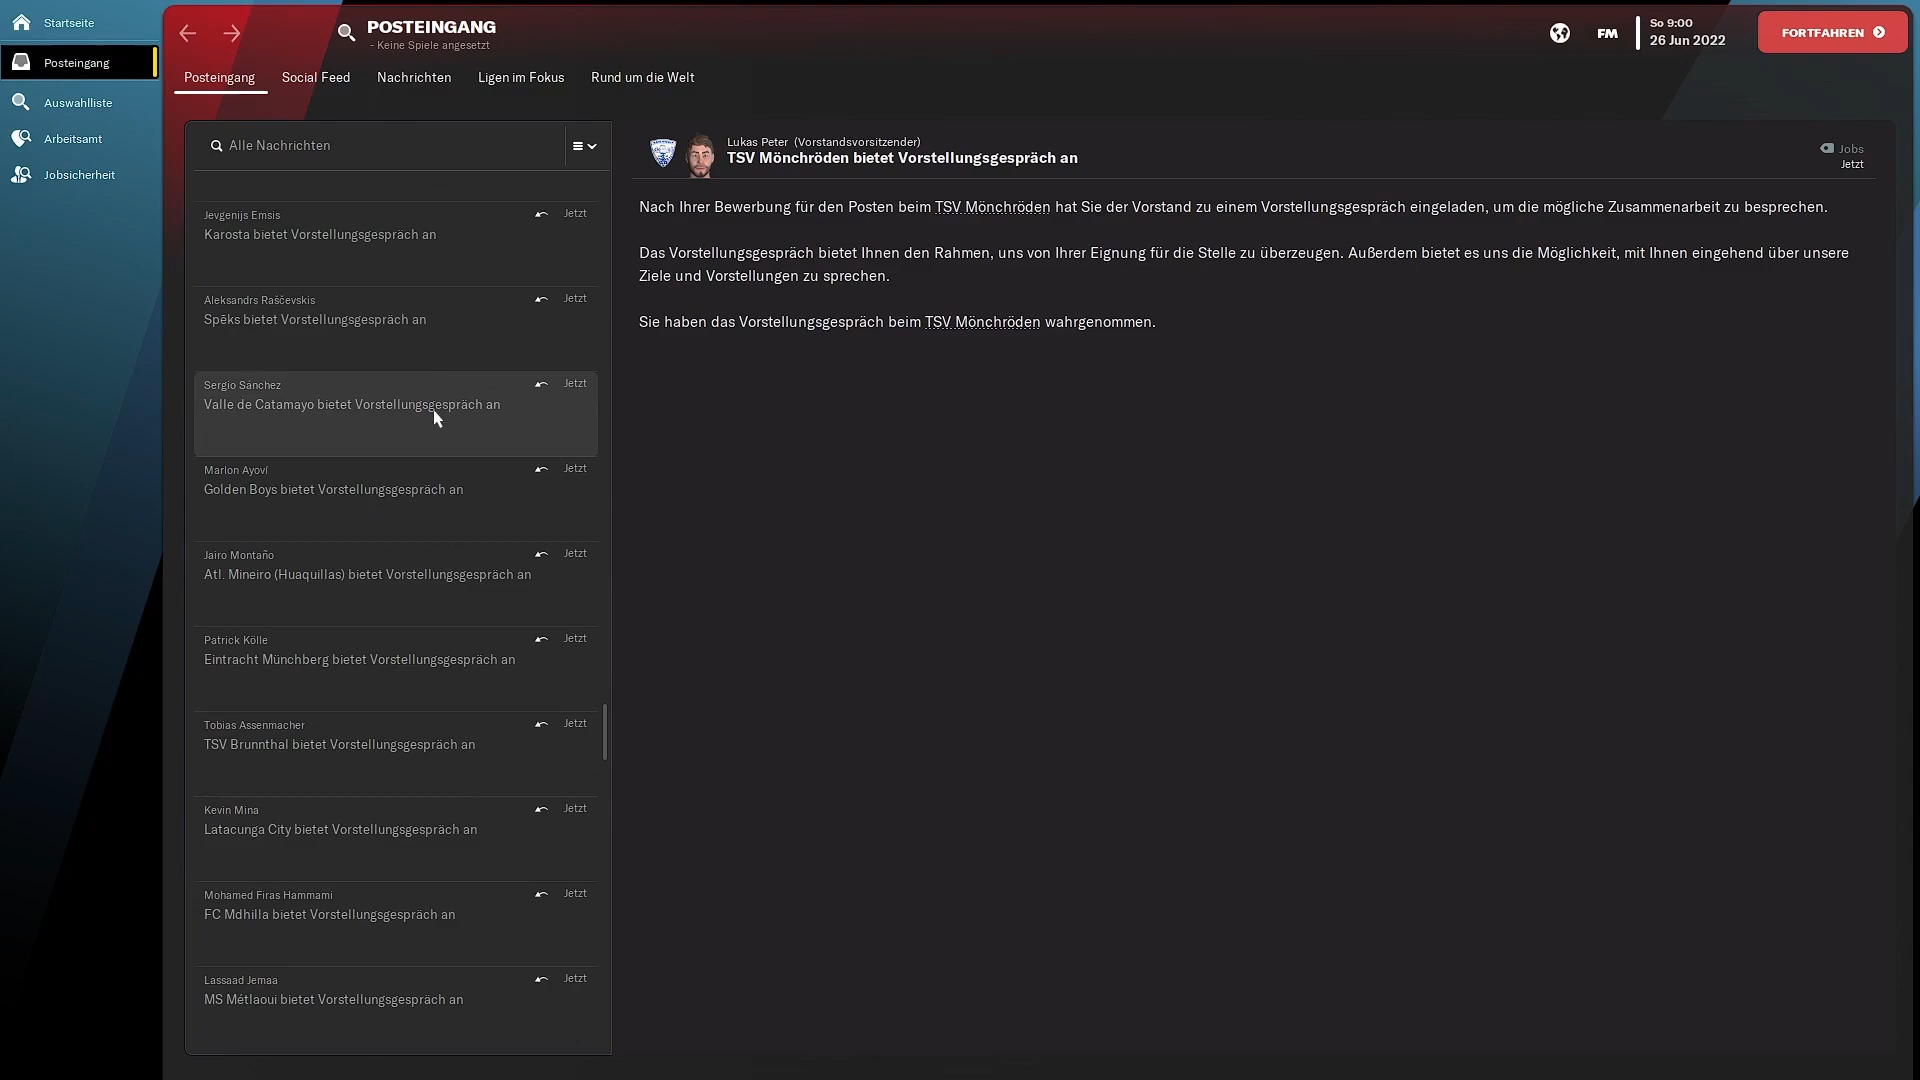 Startseite
Posteingang
Auswahlliste
Arbeitsamt
Jobsicherheit
POSTEINGANG
- Keine Spiele angesetzt
FM
So 9:00
26 Jun 2022
FORTFAHREN
Posteingang
Social Feed
Nachrichten
Ligen im Fokus
Rund um die Welt
Alle Nachrichten
Jevgenijs Emsis
Jetzt
Karosta bietet Vorstellungsgespräch an
Aleksandrs Raščevskis
Jetzt
Spēks bietet Vorstellungsgespräch an
Sergio Sánchez
Jetzt
Valle de Catamayo bietet Vorstellungsgespräch an
Marlon Ayoví
Jetzt
Golden Boys bietet Vorstellungsgespräch an
Jairo Montaño
Jetzt
Atl. Mineiro (Huaquillas) bietet Vorstellungsgespräch an
Patrick Kölle
Jetzt
Eintracht Münchberg bietet Vorstellungsgespräch an
Tobias Assenmacher
Jetzt
TSV Brunnthal bietet Vorstellungsgespräch an
Kevin Mina
Jetzt
Latacunga City bietet Vorstellungsgespräch an
Mohamed Firas Hammami
Jetzt
FC Mdhilla bietet Vorstellungsgespräch an
Lassaad Jemaa
Jetzt
MS Métlaoui bietet Vorstellungsgespräch an
Lukas Peter (Vorstandsvorsitzender)
TSV Mönchröden bietet Vorstellungsgespräch an
Jobs
Jetzt
Nach Ihrer Bewerbung für den Posten beim TSV Mönchröden hat Sie der Vorstand zu einem Vorstellungsgespräch eingeladen, um die mögliche Zusammenarbeit zu besprechen.
Das Vorstellungsgespräch bietet Ihnen den Rahmen, uns von Ihrer Eignung für die Stelle zu überzeugen. Außerdem bietet es uns die Möglichkeit, mit Ihnen eingehend über unsere
Ziele und Vorstellungen zu sprechen.
Sie haben das Vorstellungsgespräch beim TSV Mönchröden wahrgenommen.